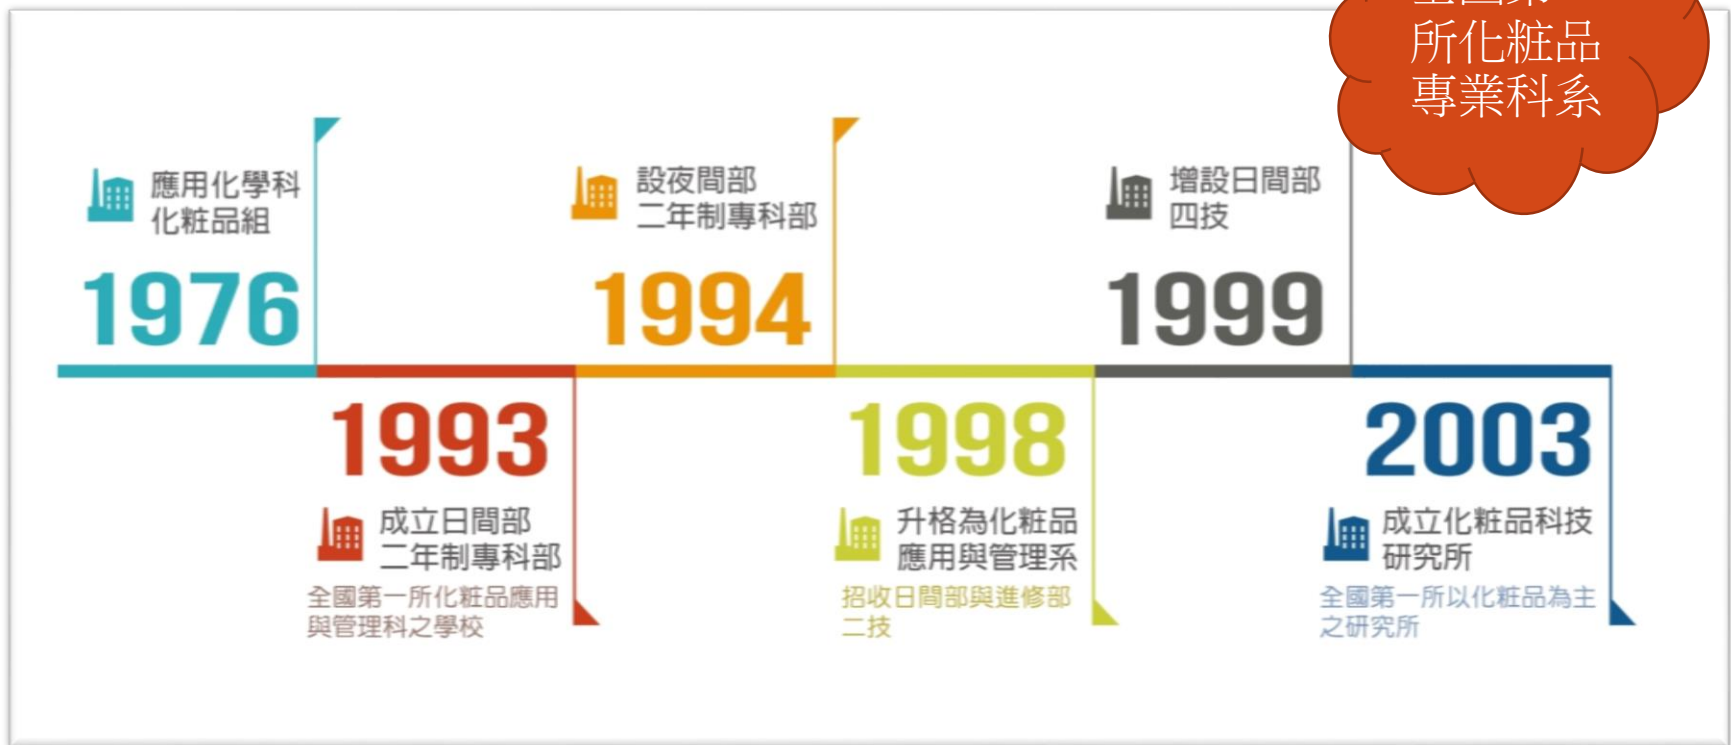 所化粧品
專業科系
應用化學科
化粧品組
1976
設夜間部
二年制專科部
1994
增設日間部
四技
1999
1993
成立日間部
二年制專科部
全國第一所化粧品應用
與管理科之學校
1998
升格為化粧品
應用與管理系
招收日間部與進修部
二技
2003
成立化粧品科技
研究所
全國第一所以化粧品為主
之研究所